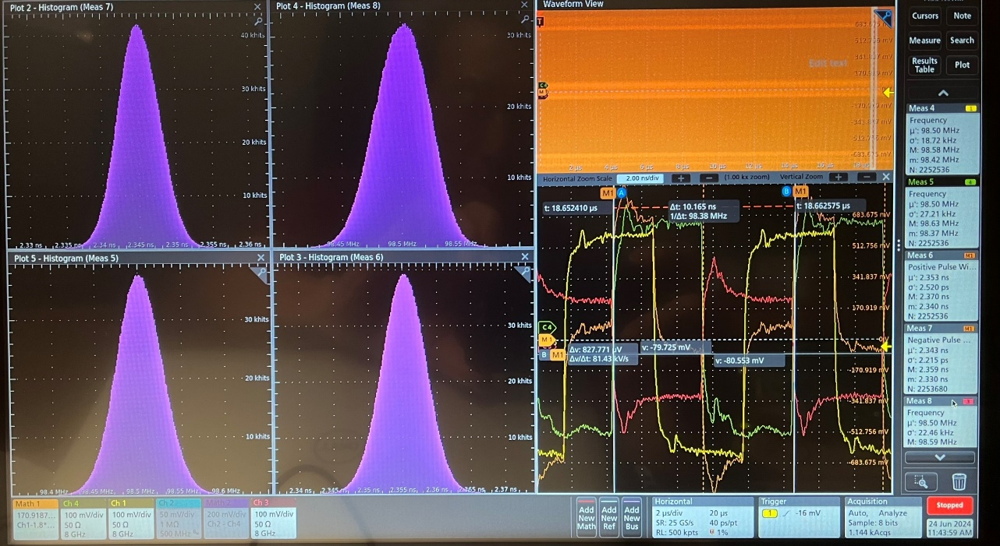 Plot 2 - Histogram (Meas 7)
40 khits
30 khits
20 khits
10 khits
2.33 ns
2.335 ns
2.34 ns
2.345 ns
2.35 ns
2.355 ns
2.36 ns
Plot 4 - Histogram (Meas 8)
30 khits
20 khits
10 khits
98.45 MHz
98.5 MHz
98.55 MHz
Plot 5 - Histogram (Meas 5)
30 khits
20 khits
10 khits
98.4 MHz
98.45 MHz
98.5 MHz
98.55 MHz
98.6 MHz
Plot 3 - Histogram (Meas 6)
30 khits
20 khits
10 khits
2.34 ns
2.345 ns
2.35 ns
2.355 ns
2.36 ns
2.365 ns
2.37 ns
Waveform View
T
512.756 mV
341.837 mV
170.919 mV
-170.919 mV
-341.837 mV
-512.756 mV
-683.675 mV
Edit text
C4
M1
2 µs
4 µs
6 µs
8 µs
10 µs
12 µs
14 µs
16 µs
Horizontal Zoom Scale
2.00 ns/div
+
−
(1.00 kx zoom)
Vertical Zoom
+
−
M1 A
B M1
t: 18.652410 µs
Δt: 10.165 ns
1/Δt: 98.38 MHz
t: 18.662575 µs
683.675 mV
512.756 mV
341.837 mV
170.919 mV
0V
-170.919 mV
-341.837 mV
-512.756 mV
-683.675 mV
C4
M1
B M1
Δv: 827.771 µV
Δv/Δt: 81.43 kV/s
v: -79.725 mV
v: -80.553 mV
Cursors
Note
Measure
Search
Results
Table
Plot
Meas 4
1
Frequency
µ': 98.50 MHz
σ': 18.72 kHz
M: 98.58 MHz
m: 98.42 MHz
N: 2252536
Meas 5
4
Frequency
µ': 98.50 MHz
σ': 27.21 kHz
M: 98.63 MHz
m: 98.37 MHz
N: 2252536
Meas 6
M1
Positive Pulse Wi...
µ': 2.353 ns
σ': 2.520 ps
M: 2.370 ns
m: 2.340 ns
N: 2252536
Meas 7
M1
Negative Pulse ...
µ': 2.343 ns
σ': 2.215 ps
M: 2.359 ns
m: 2.330 ns
N: 2253680
Meas 8
3
Frequency
µ': 98.50 MHz
σ': 22.46 kHz
M: 98.59 MHz
Math 1
170.9187...
Ch1-1.8*...
Ch 4
100 mV/div
50 Ω
8 GHz
Ch 1
100 mV/div
50 Ω
8 GHz
Ch 2
50 mV/div
1 MΩ
500 MHz
Math 2
200 mV/div
Ch2 - Ch4
Ch 3
100 mV/div
50 Ω
8 GHz
Add
New
Math
Add
New
Ref
Add
New
Bus
Horizontal
2 µs/div
20 µs
SR: 25 GS/s
40 ps/pt
RL: 500 kpts
1%
Trigger
1
-16 mV
Acquisition
Auto, Analyze
Sample: 8 bits
1.144 kAcqs
Stopped
24 Jun 2024
11:43:59 AM